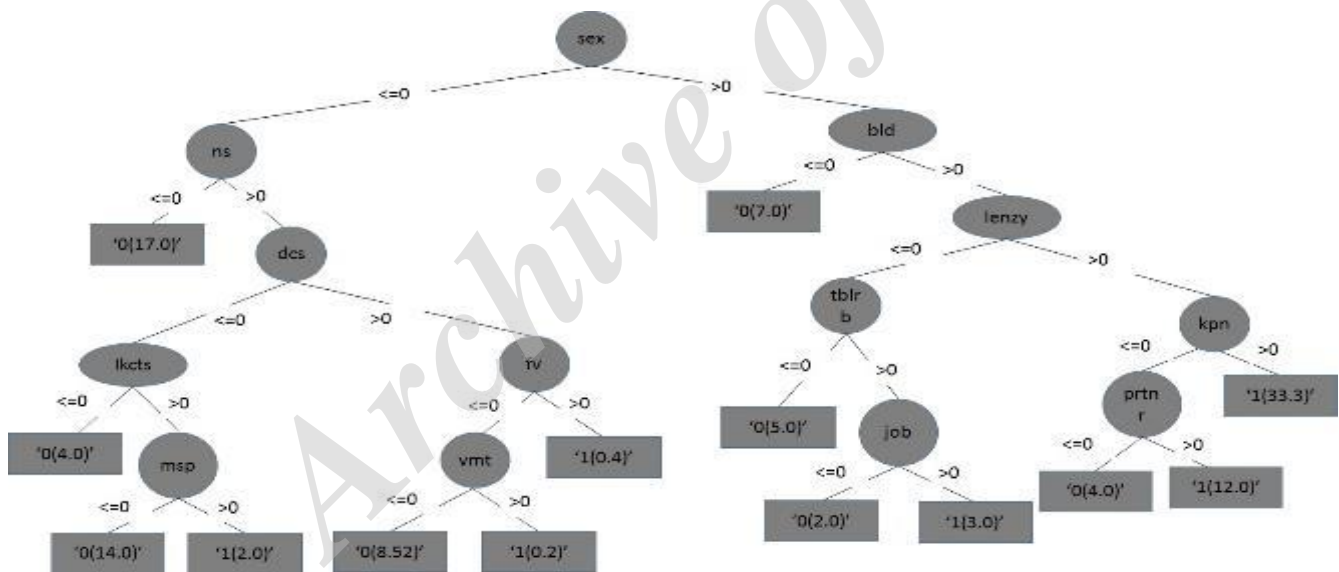 Archive of
sex
<=0
>0
ns
bld
<=0
>0
<=0
>0
'0(17.0)'
dcs
'0(7.0)'
lenzy
<=0
>0
<=0
>0
tblr
b
kpn
lkcts
rv
<=0
>0
<=0
>0
<=0
>0
<=0
>0
'0(4.0)'
msp
vmt
'1(0.4)'
'0(5.0)'
job
prtn
r
'1(33.3)'
<=0
>0
<=0
>0
<=0
>0
<=0
>0
'0(14.0)'
'1(2.0)'
'0(8.52)'
'1(0.2)'
'0(2.0)'
'1(3.0)'
'0(4.0)'
'1(12.0)'